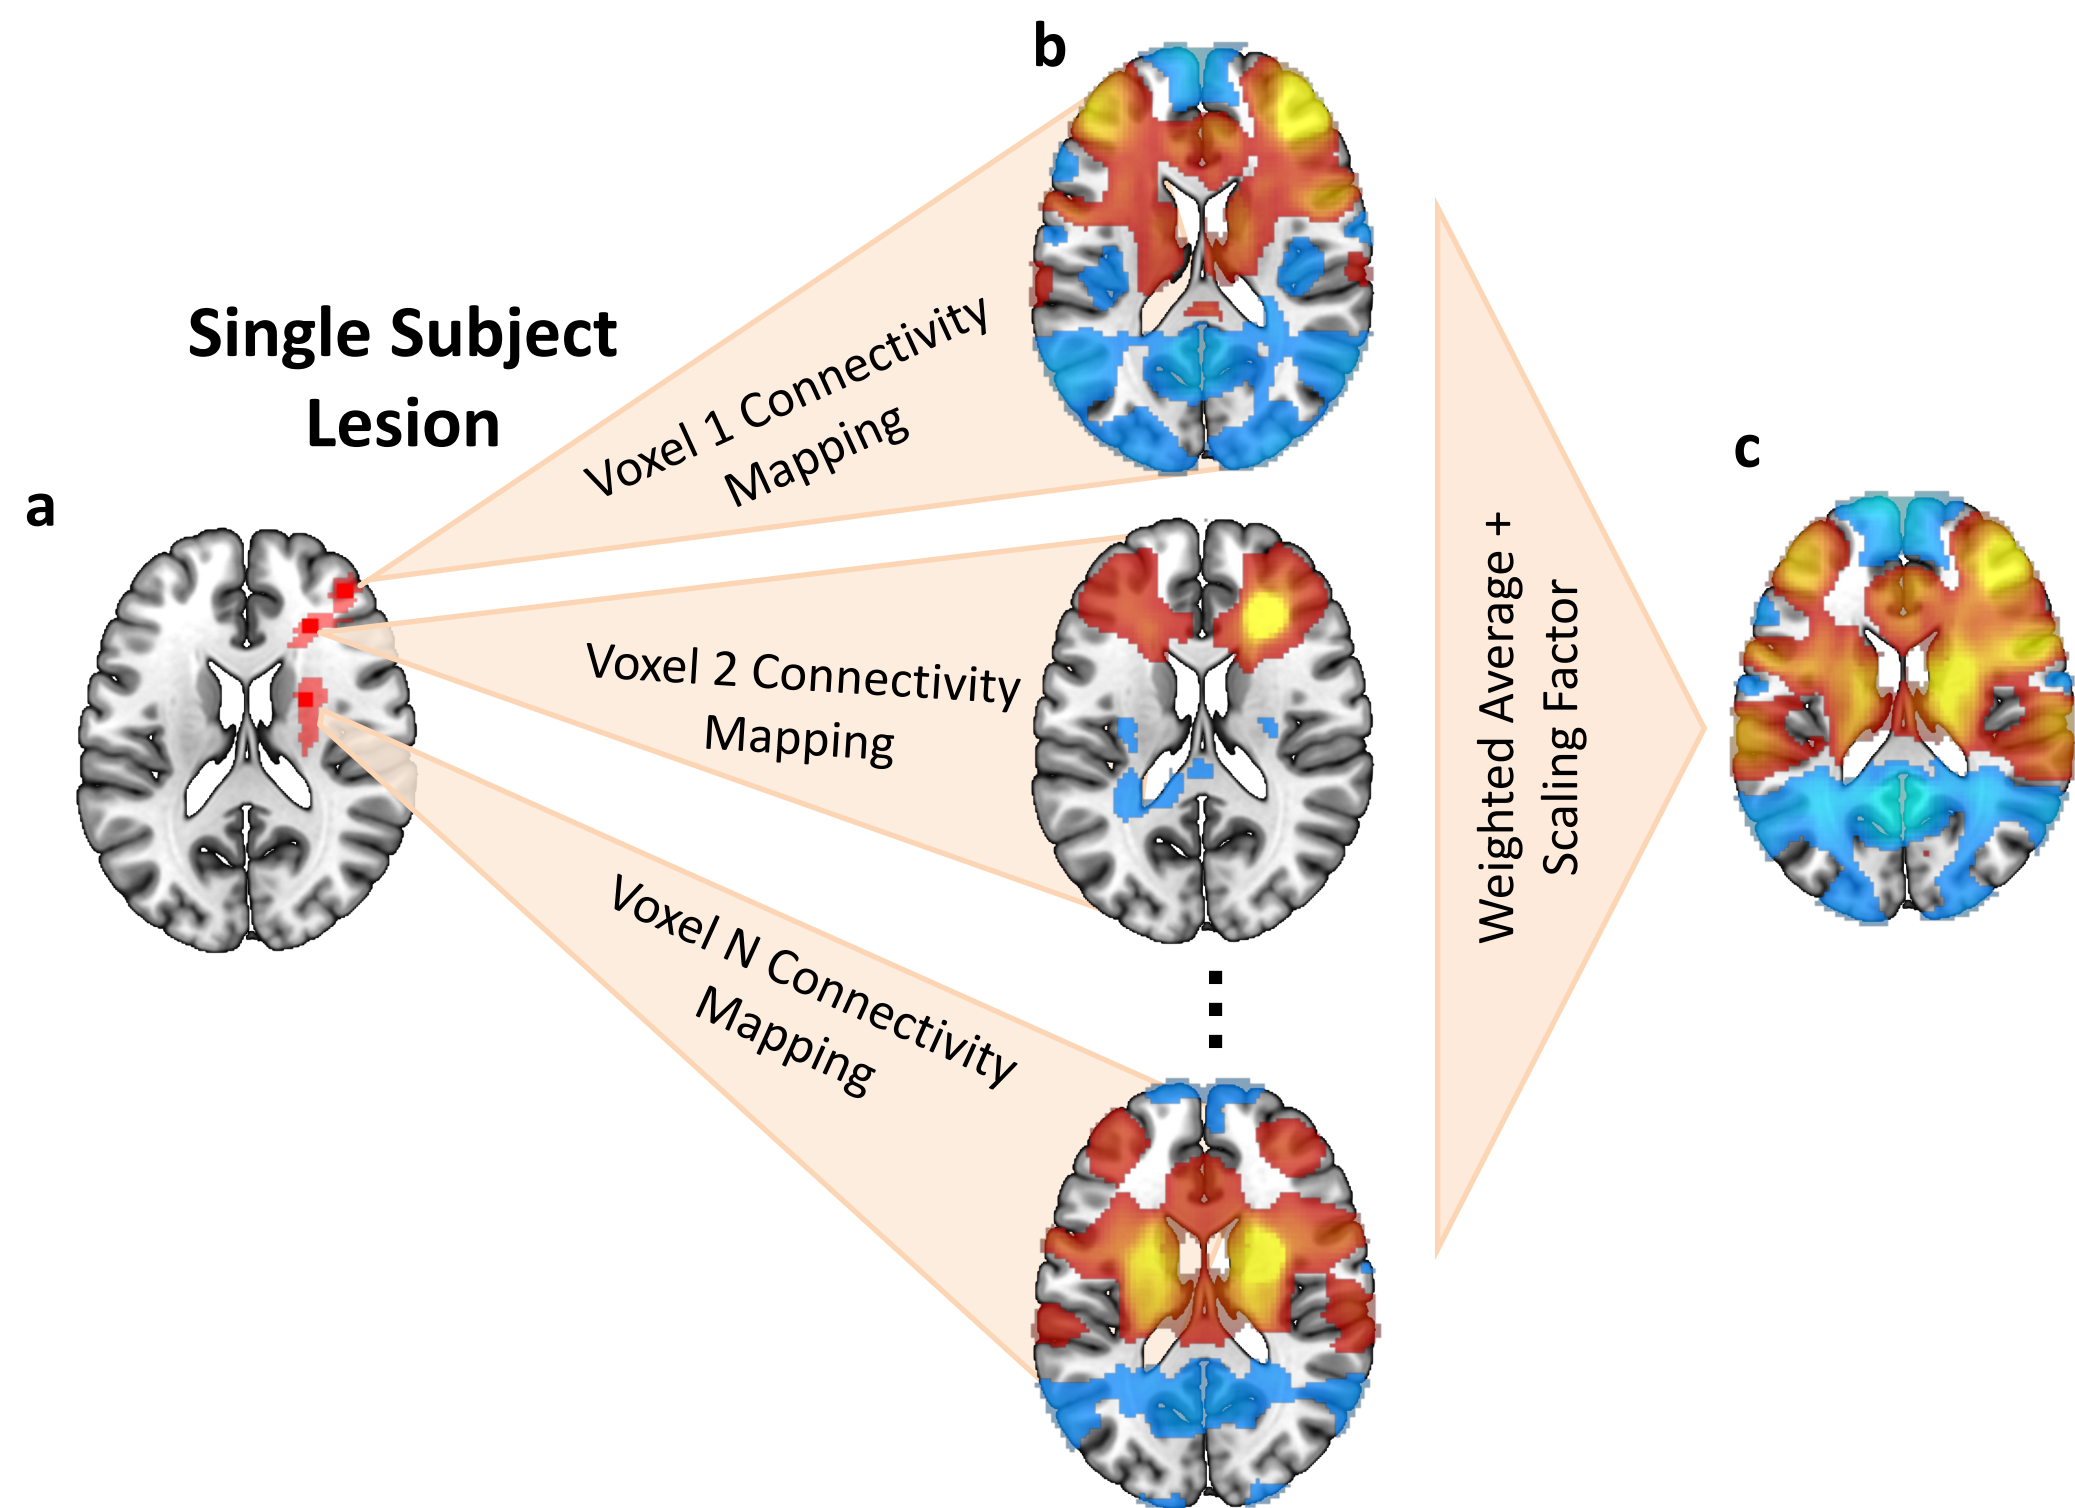 Single Subject
Lesion
a
b
Voxel 1 Connectivity
Mapping
Voxel 2 Connectivity
Mapping
Voxel N Connectivity
Mapping
Weighted Average +
Scaling Factor
c